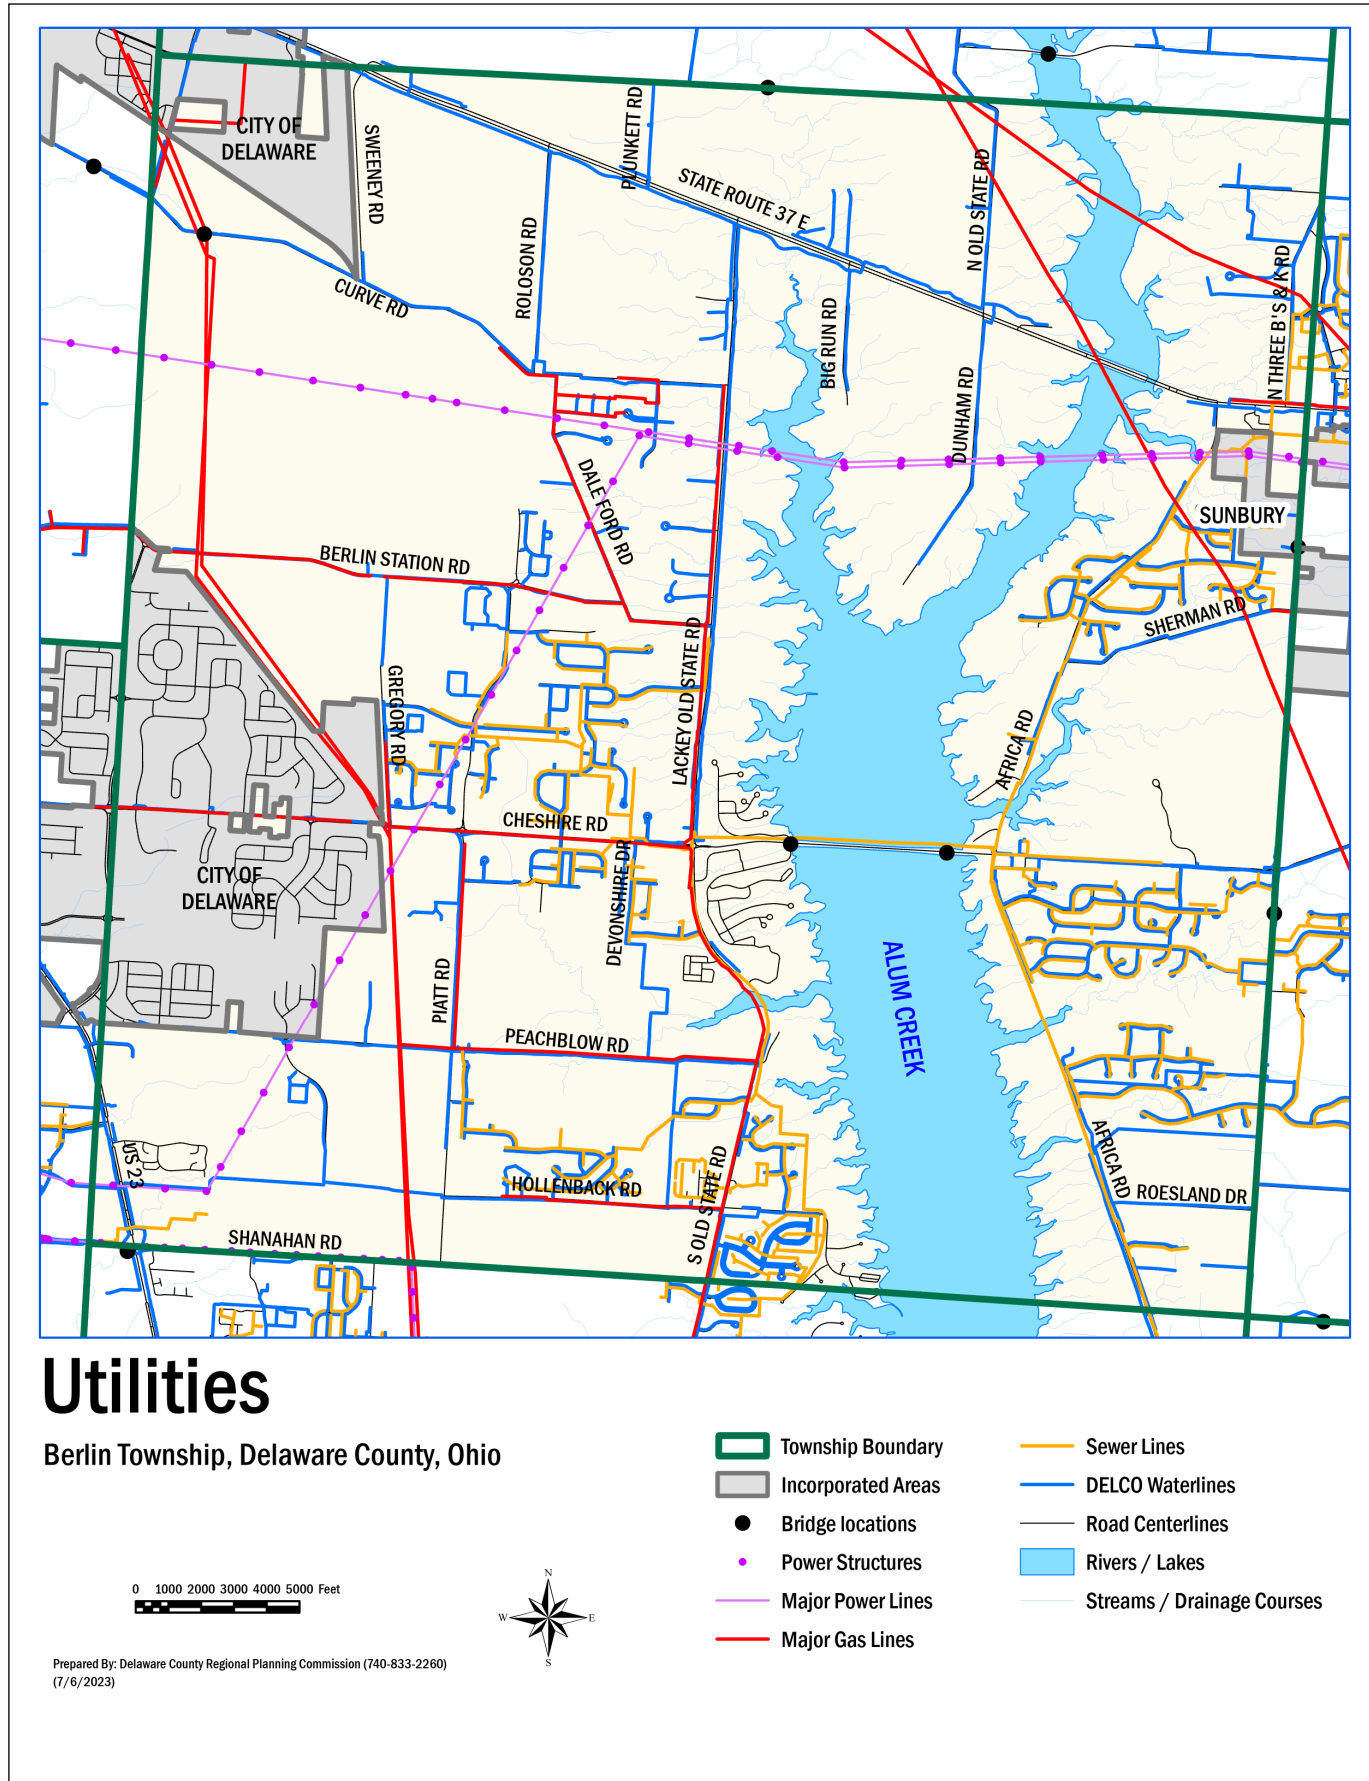 CITY OF
DELAWARE
SWEENEY RD
PLUNKETT RD
STATE ROUTE 37 E
N OLD STATE RD
ROLOSON RD
CURVE RD
BIG RUN RD
N THREE B'S & K RD
DUNHAM RD
DALE FORD RD
SUNBURY
BERLIN STATION RD
SHERMAN RD
GREGORY RD
LACKEY OLD STATE RD
AFRICA RD
CHESHIRE RD
DEVONSHIRE DR
CITY OF
DELAWARE
PIATT RD
ALUM CREEK
PEACHBLOW RD
US 23
HOLLENBACK RD
S OLD STATE RD
AFRICA RD
ROESLAND DR
SHANAHAN RD
Utilities
Berlin Township, Delaware County, Ohio
Township Boundary
Incorporated Areas
Bridge locations
Power Structures
Major Power Lines
Major Gas Lines
Sewer Lines
DELCO Waterlines
Road Centerlines
Rivers / Lakes
Streams / Drainage Courses
0 1000 2000 3000 4000 5000 Feet
N
W E
S
Prepared By: Delaware County Regional Planning Commission (740-833-2260)
(7/6/2023)